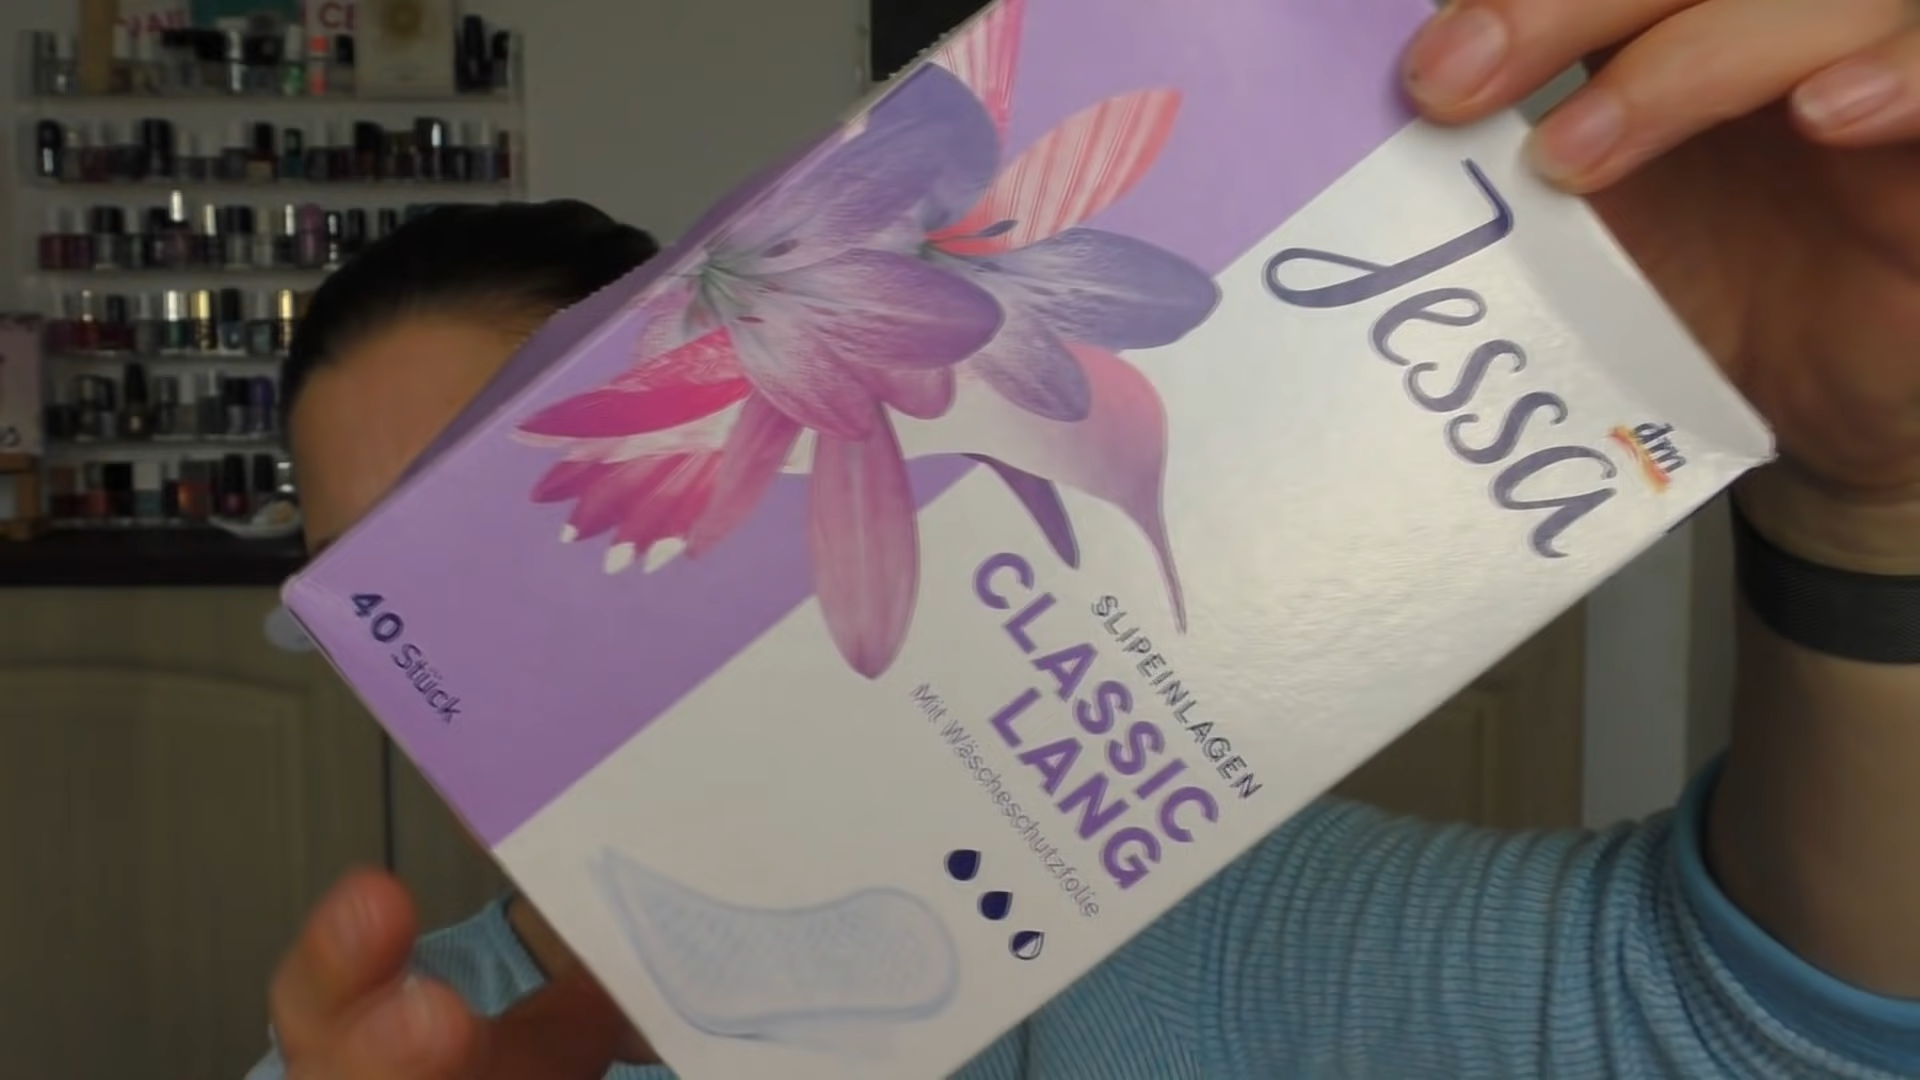 Jessa
dm
SLIPEINLAGEN
CLASSIC
LANG
Mit Wäscheschutzfolie
40 Stück